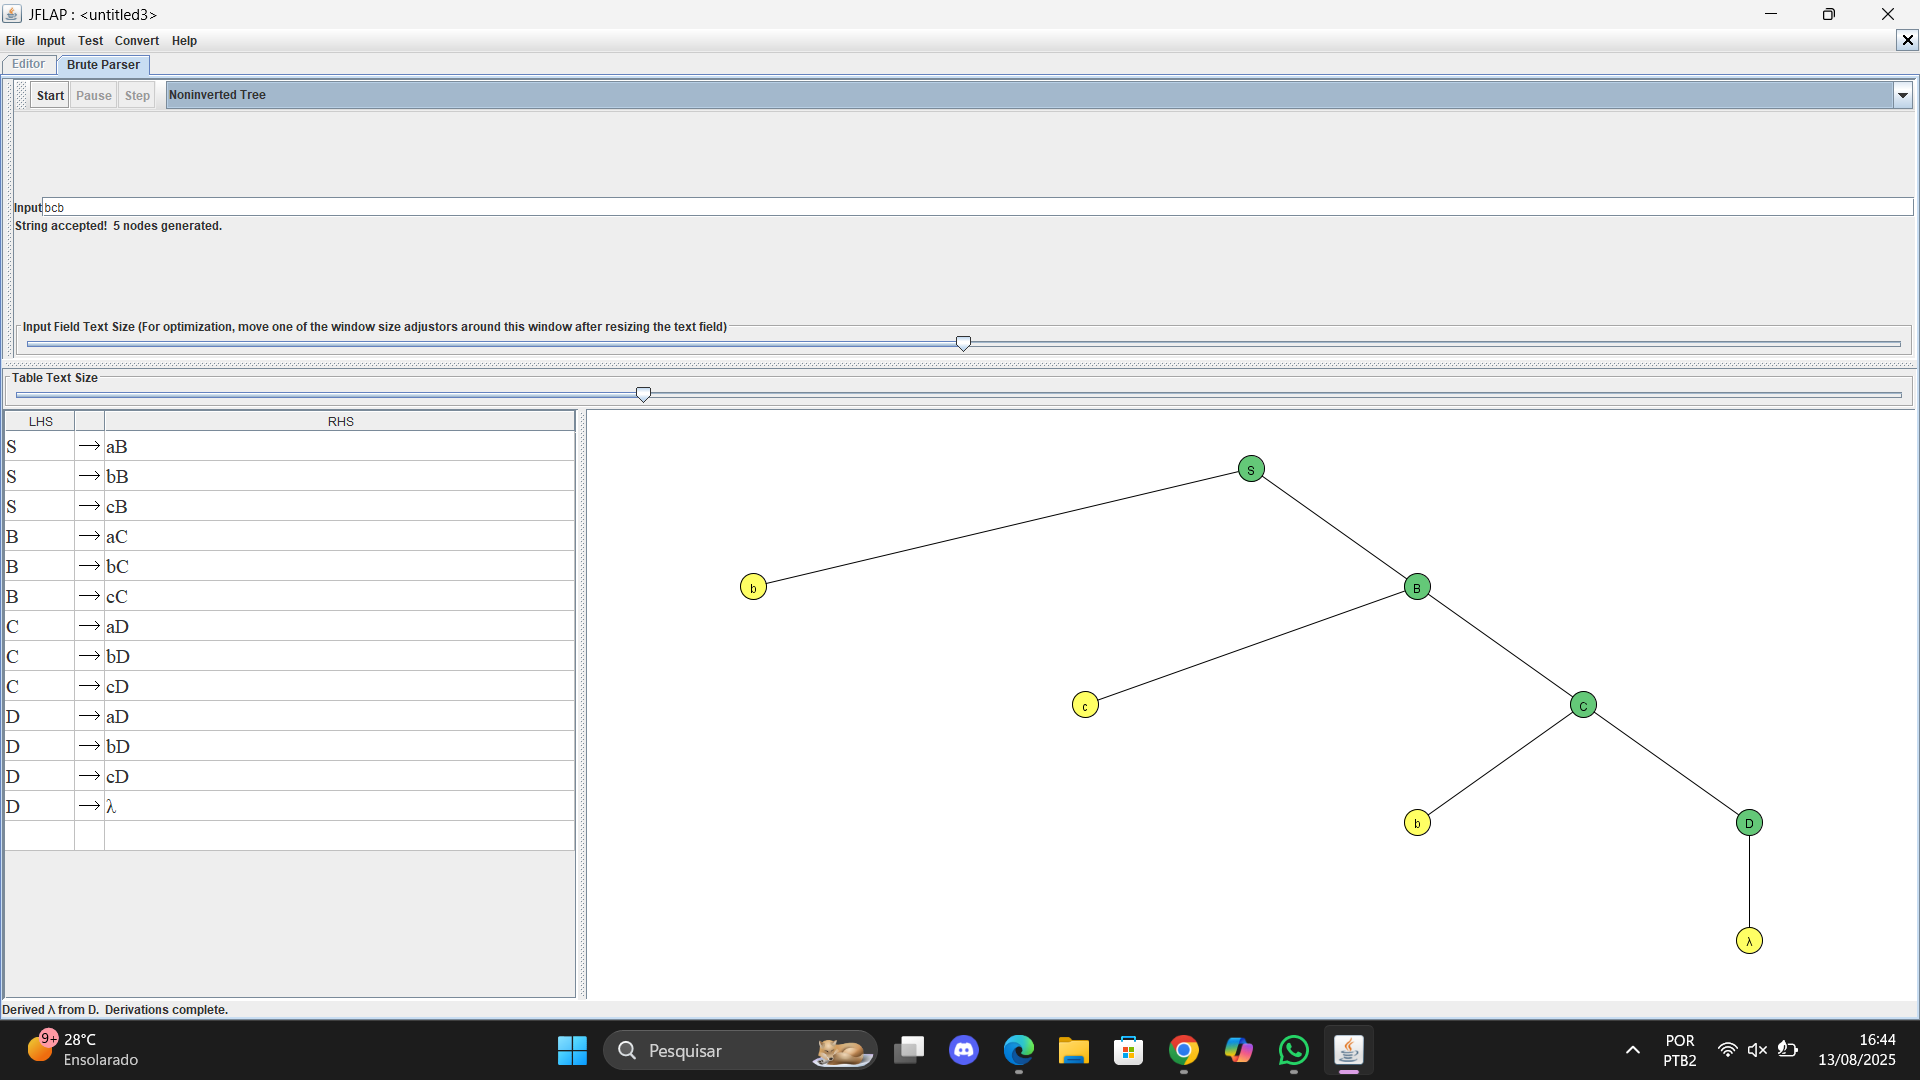 JFLAP : <untitled3>
File Input Test Convert Help
Editor Brute Parser
Start Pause Step Noninverted Tree
Input bcb
String accepted! 5 nodes generated.
Input Field Text Size (For optimization, move one of the window size adjustors around this window after resizing the text field)
Table Text Size
LHS RHS
S → aB
S → bB
S → cB
B → aC
B → bC
B → cC
C → aD
C → bD
C → cD
D → aD
D → bD
D → cD
D → λ
S
b B
c C
b D
λ
Derived λ from D. Derivations complete.
9+ 28°C
Ensolarado
Pesquisar
POR
PTB2
16:44
13/08/2025